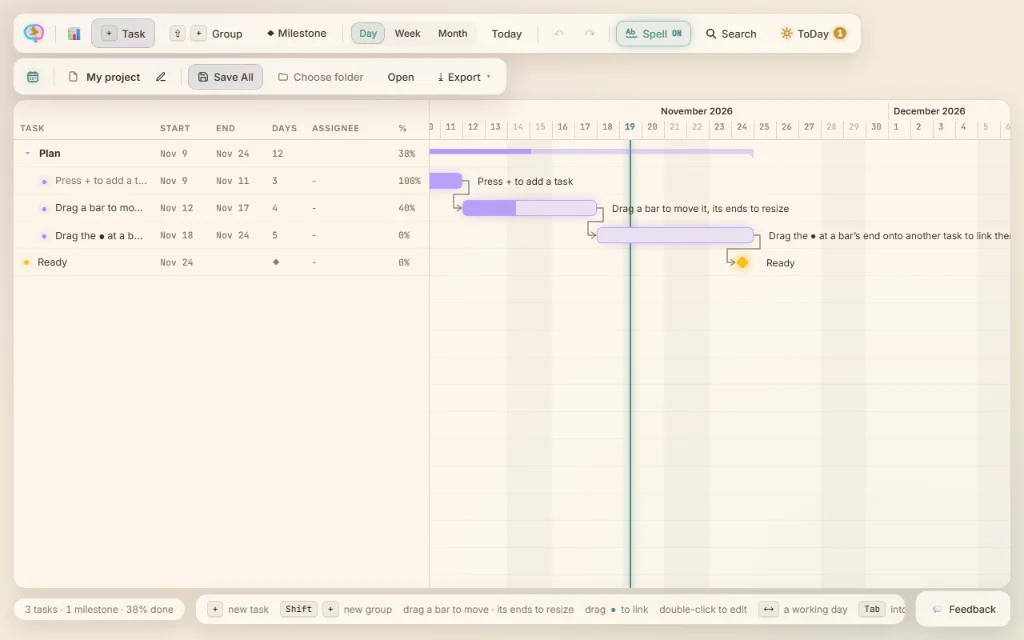 + Task ⇧ + Group ◆ Milestone Day Week Month Today Ab Spell ON Search ToDay 1
My project Save All Choose folder Open ↓ Export
TASK START END DAYS ASSIGNEE %
November 2026 December 2026
11 12 13 14 15 16 17 18 19 20 21 22 23 24 25 26 27 28 29 30 1 2 3 4 5
Plan Nov 9 Nov 24 12 38%
Press + to add a t... Nov 9 Nov 11 3 - 100% Press + to add a task
Drag a bar to mo... Nov 12 Nov 17 4 - 40% Drag a bar to move it, its ends to resize
Drag the ● at a b... Nov 18 Nov 24 5 - 0% Drag the ● at a bar's end onto another task to link
Ready Nov 24 ◆ - 0% Ready
3 tasks · 1 milestone · 38% done + new task Shift + new group drag a bar to move · its ends to resize drag ● to link double-click to edit ↔ a working day Tab Feedback